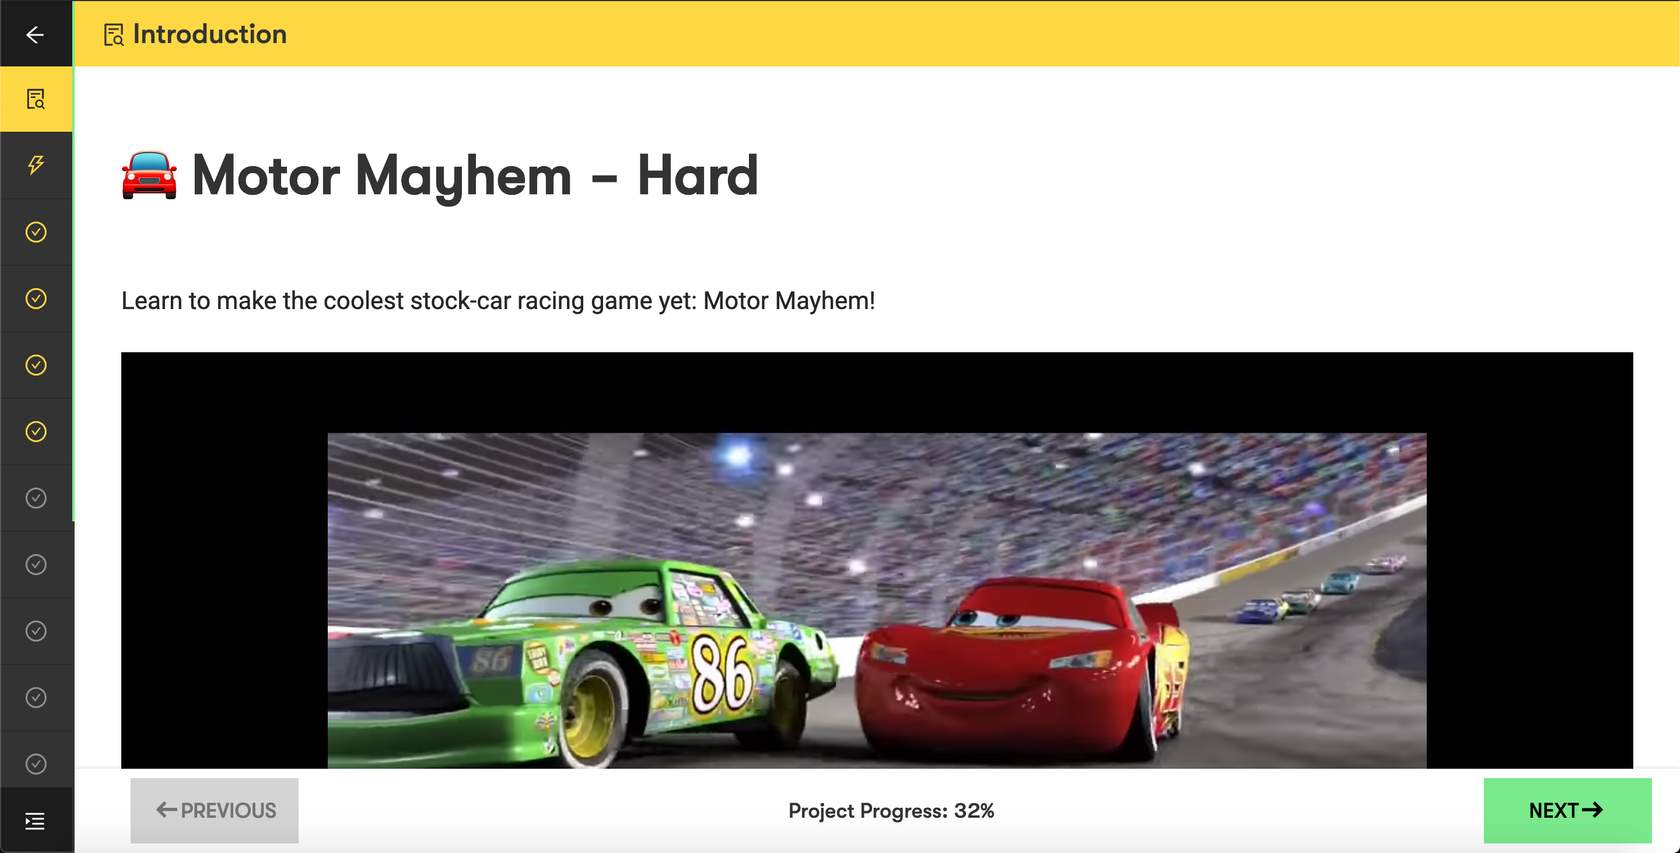 Introduction
Motor Mayhem – Hard
Learn to make the coolest stock-car racing game yet: Motor Mayhem!
86
86
PREVIOUS
Project Progress: 32%
NEXT